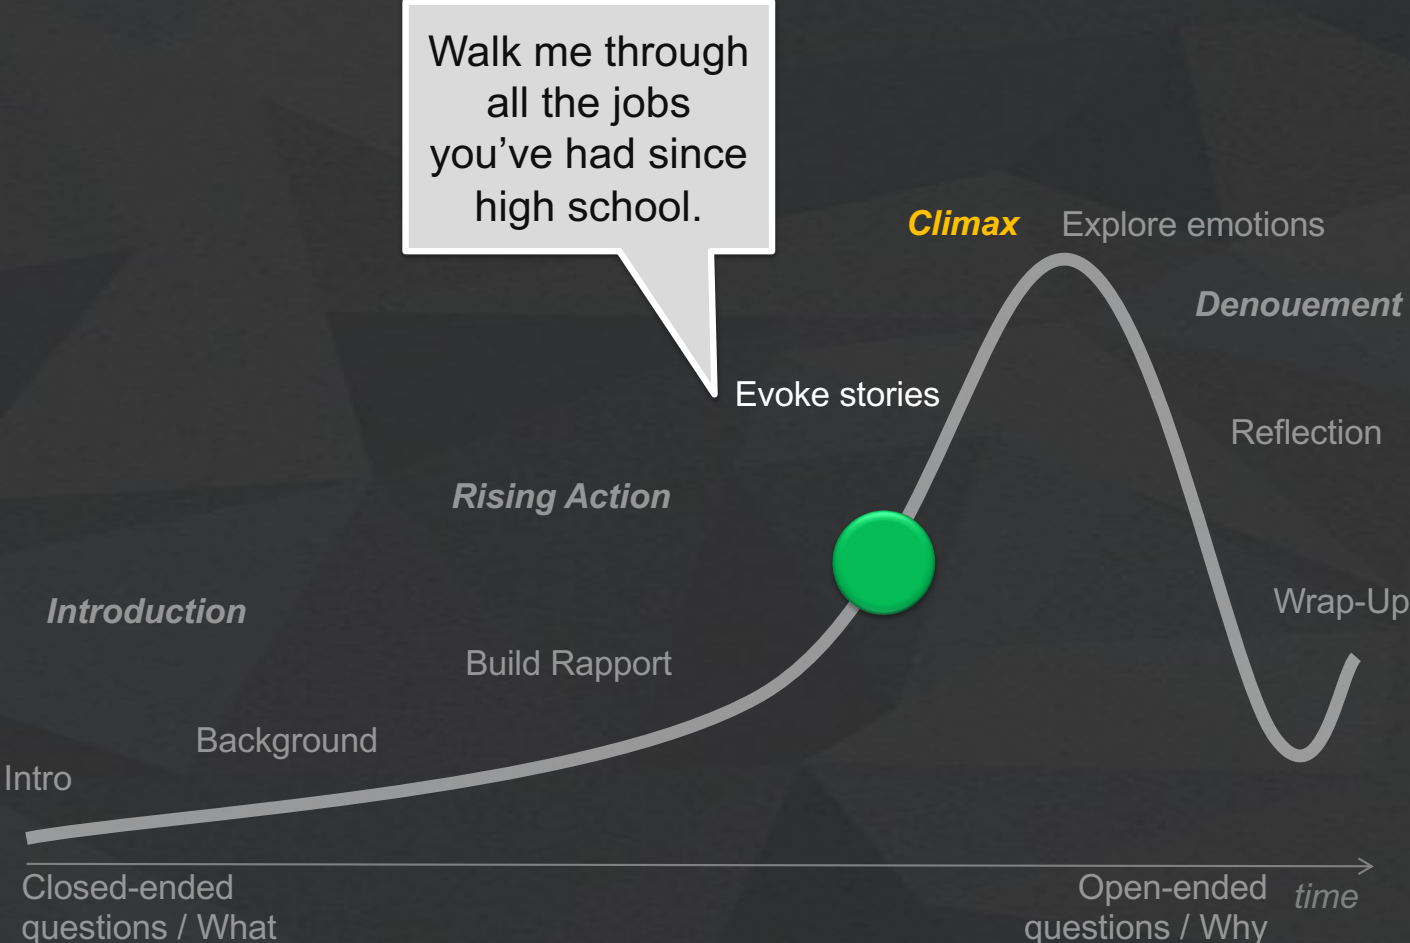 Walk me through
all the jobs
you’ve had since
high school.
Climax
Explore emotions
Denouement
Evoke stories
Reflection
Rising Action
Introduction
Wrap-Up
Build Rapport
Background
Intro
Closed-ended
questions / What
Open-ended
questions / Why
time